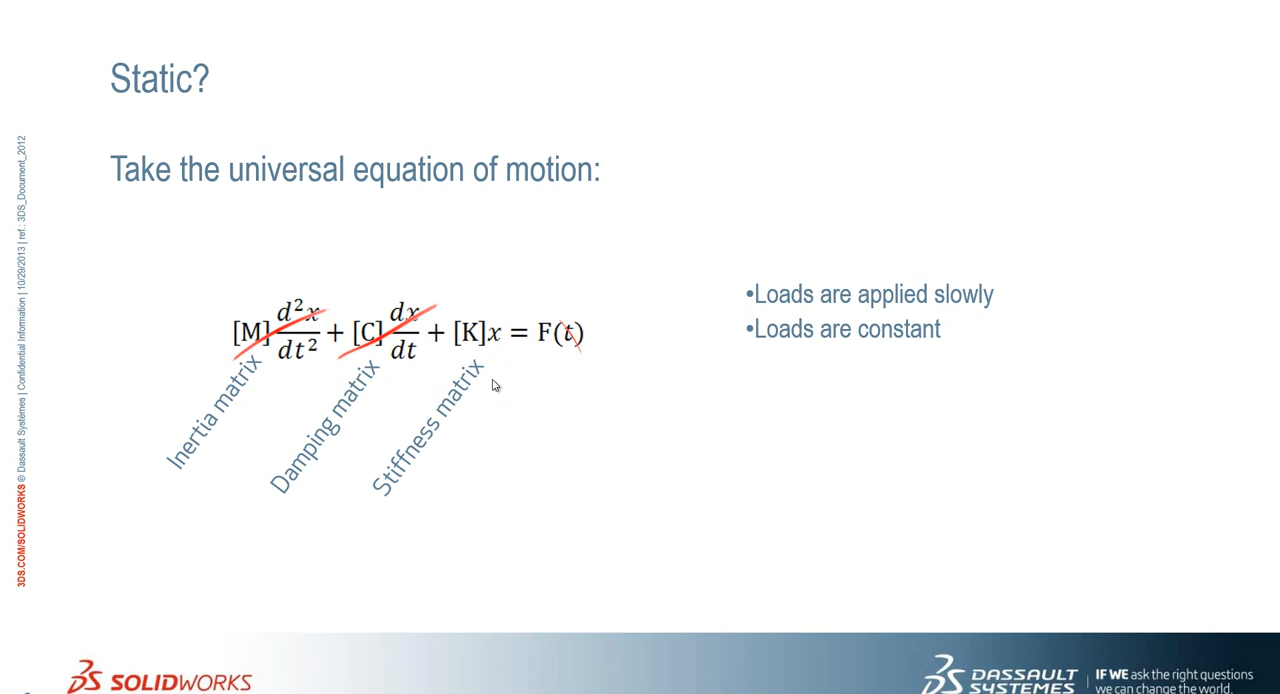 Static?
Take the universal equation of motion:
[M] d²x/dt² + [C] dx/dt + [K]x = F(t)
Inertia matrix
Damping matrix
Stiffness matrix
•Loads are applied slowly
•Loads are constant
3DS.COM/SOLIDWORKS © Dassault Systèmes | Confidential Information | 10/29/2013 | ref.: 3DS_Document_2012
SOLIDWORKS
DASSAULT
SYSTEMES
IF WE ask the right questions
we can change the world.